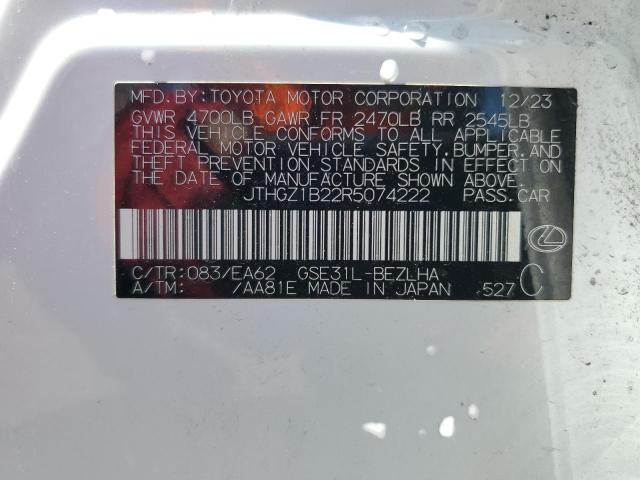 MFD.BY:TOYOTA MOTOR CORPORATION 12/23
GVWR 4700LB GAWR FR 2470LB RR 2545LB
THIS VEHICLE CONFORMS TO ALL APPLICABLE
FEDERAL MOTOR VEHICLE SAFETY,BUMPER,AND
THEFT PREVENTION STANDARDS IN EFFECT ON
THE DATE OF MANUFACTURE SHOWN ABOVE.
JTHGZ1B22R5074222 PASS.CAR
C/TR:083/EA62 GSE31L-BEZLHA
A/TM: /AA81E MADE IN JAPAN 527 C